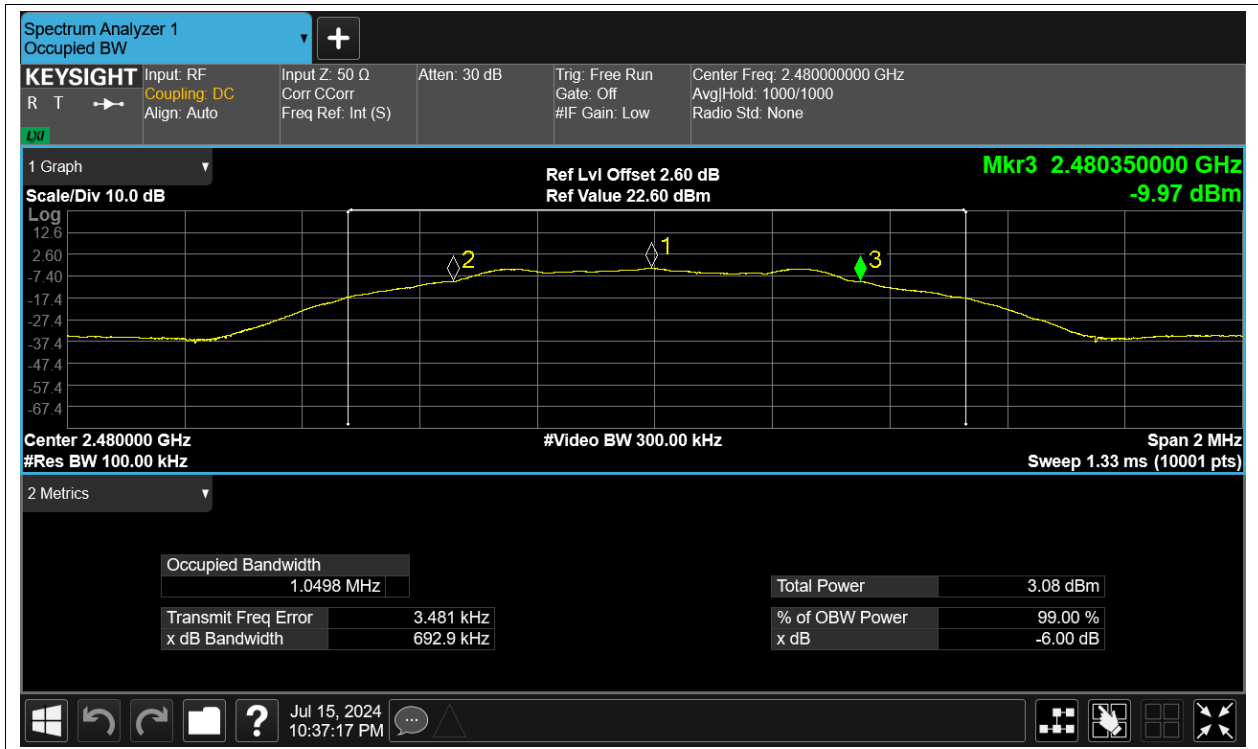 Spectrum Analyzer 1
Occupied BW
KEYSIGHT
R T
LXI
Input: RF
Coupling: DC
Align: Auto
Input Z: 50 Ω
Corr CCorr
Freq Ref: Int (S)
Atten: 30 dB
Trig: Free Run
Gate: Off
#IF Gain: Low
Center Freq: 2.480000000 GHz
Avg|Hold: 1000/1000
Radio Std: None
1 Graph
Scale/Div 10.0 dB
Ref Lvl Offset 2.60 dB
Ref Value 22.60 dBm
Mkr3 2.480350000 GHz
-9.97 dBm
Log
12.6
2.60
-7.40
-17.4
-27.4
-37.4
-47.4
-57.4
-67.4
2
1
3
Center 2.480000 GHz
#Res BW 100.00 kHz
#Video BW 300.00 kHz
Span 2 MHz
Sweep 1.33 ms (10001 pts)
2 Metrics
Occupied Bandwidth
1.0498 MHz
Transmit Freq Error 3.481 kHz
x dB Bandwidth 692.9 kHz
Total Power 3.08 dBm
% of OBW Power 99.00 %
x dB -6.00 dB
Jul 15, 2024
10:37:17 PM